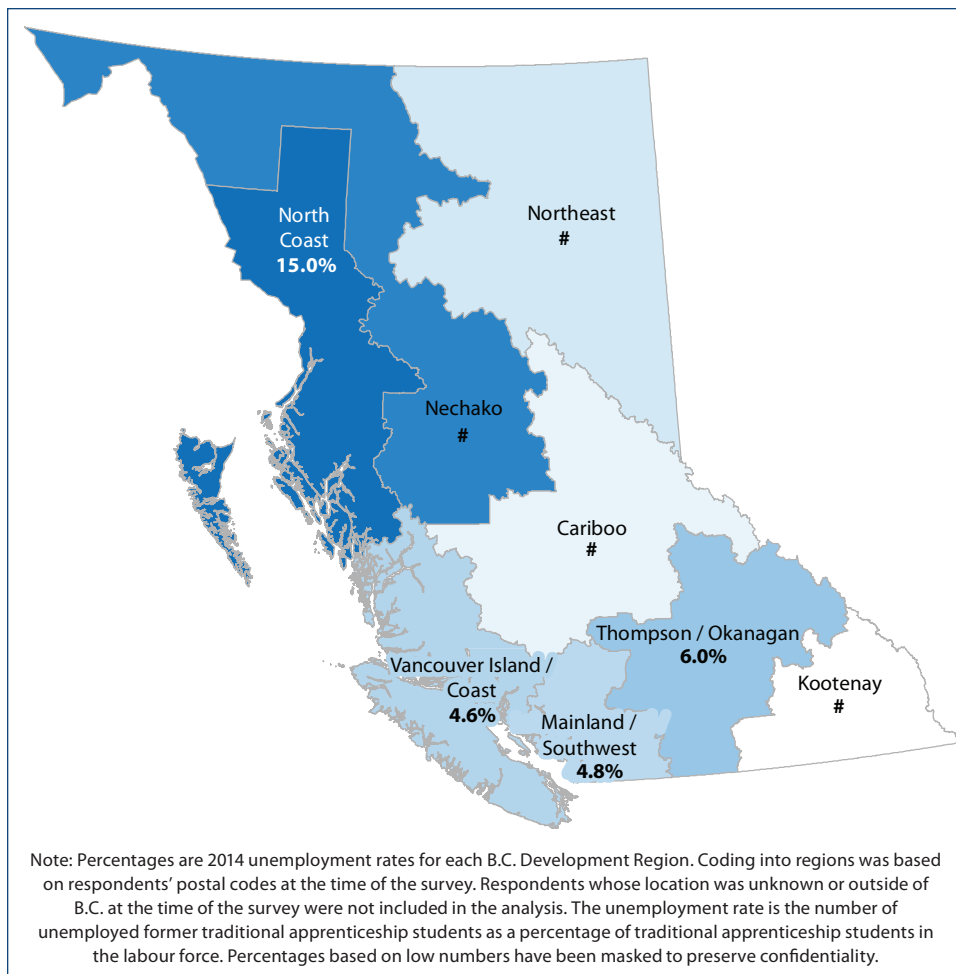 North
Coast
15.0%
Northeast
#
Nechako
#
Cariboo
#
Thompson / Okanagan
6.0%
Kootenay
#
Vancouver Island /
Coast
4.6%
Mainland /
Southwest
4.8%
Note: Percentages are 2014 unemployment rates for each B.C. Development Region. Coding into regions was based
on respondents’ postal codes at the time of the survey. Respondents whose location was unknown or outside of
B.C. at the time of the survey were not included in the analysis. The unemployment rate is the number of
unemployed former traditional apprenticeship students as a percentage of traditional apprenticeship students in
the labour force. Percentages based on low numbers have been masked to preserve confidentiality.